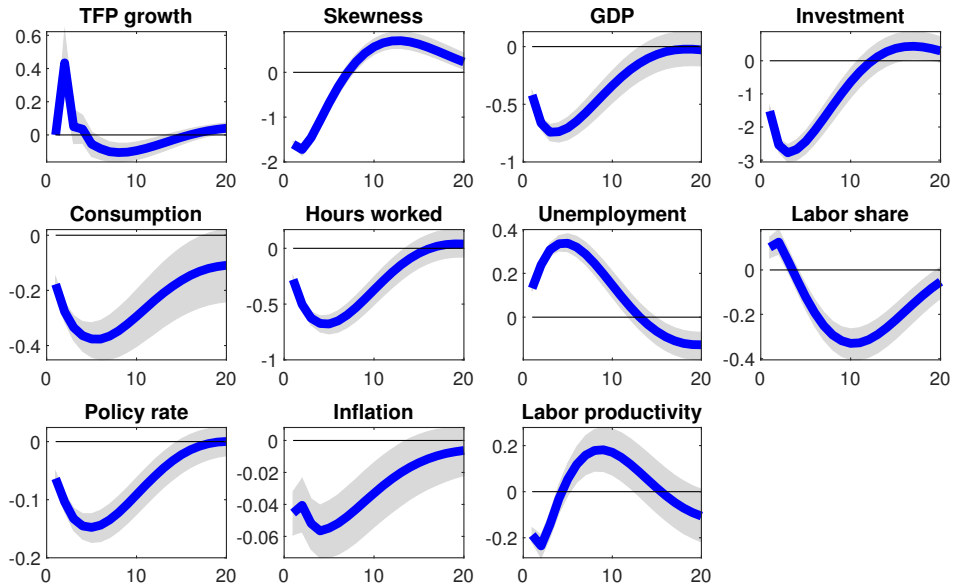 TFP growth Skewness GDP Investment
0.6 0.4 0.2 0
0 -1 -2
0 -0.5 -1
1 0 -1 -2 -3
0 10 20 0 10 20 0 10 20 0 10 20
Consumption Hours worked Unemployment Labor share
0 -0.2 -0.4
0 -0.5 -1
0.4 0.2 0
0 -0.2 -0.4
0 10 20 0 10 20 0 10 20 0 10 20
Policy rate Inflation Labor productivity
0 -0.1 -0.2
0 -0.02 -0.04 -0.06
0.2 0 -0.2
0 10 20 0 10 20 0 10 20